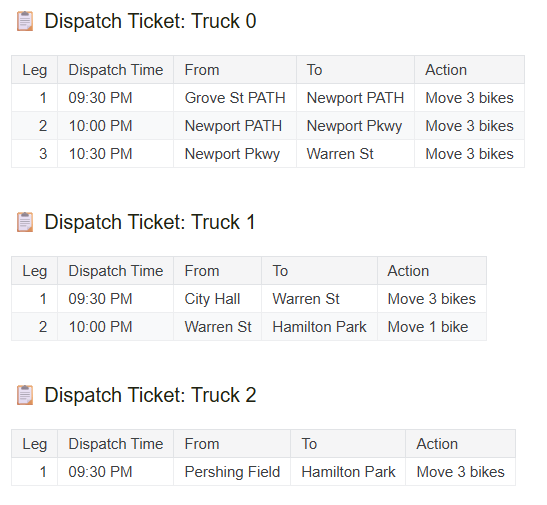 Dispatch Ticket: Truck 0
Leg Dispatch Time From To Action
1 09:30 PM Grove St PATH Newport PATH Move 3 bikes
2 10:00 PM Newport PATH Newport Pkwy Move 3 bikes
3 10:30 PM Newport Pkwy Warren St Move 3 bikes
Dispatch Ticket: Truck 1
Leg Dispatch Time From To Action
1 09:30 PM City Hall Warren St Move 3 bikes
2 10:00 PM Warren St Hamilton Park Move 1 bike
Dispatch Ticket: Truck 2
Leg Dispatch Time From To Action
1 09:30 PM Pershing Field Hamilton Park Move 3 bikes